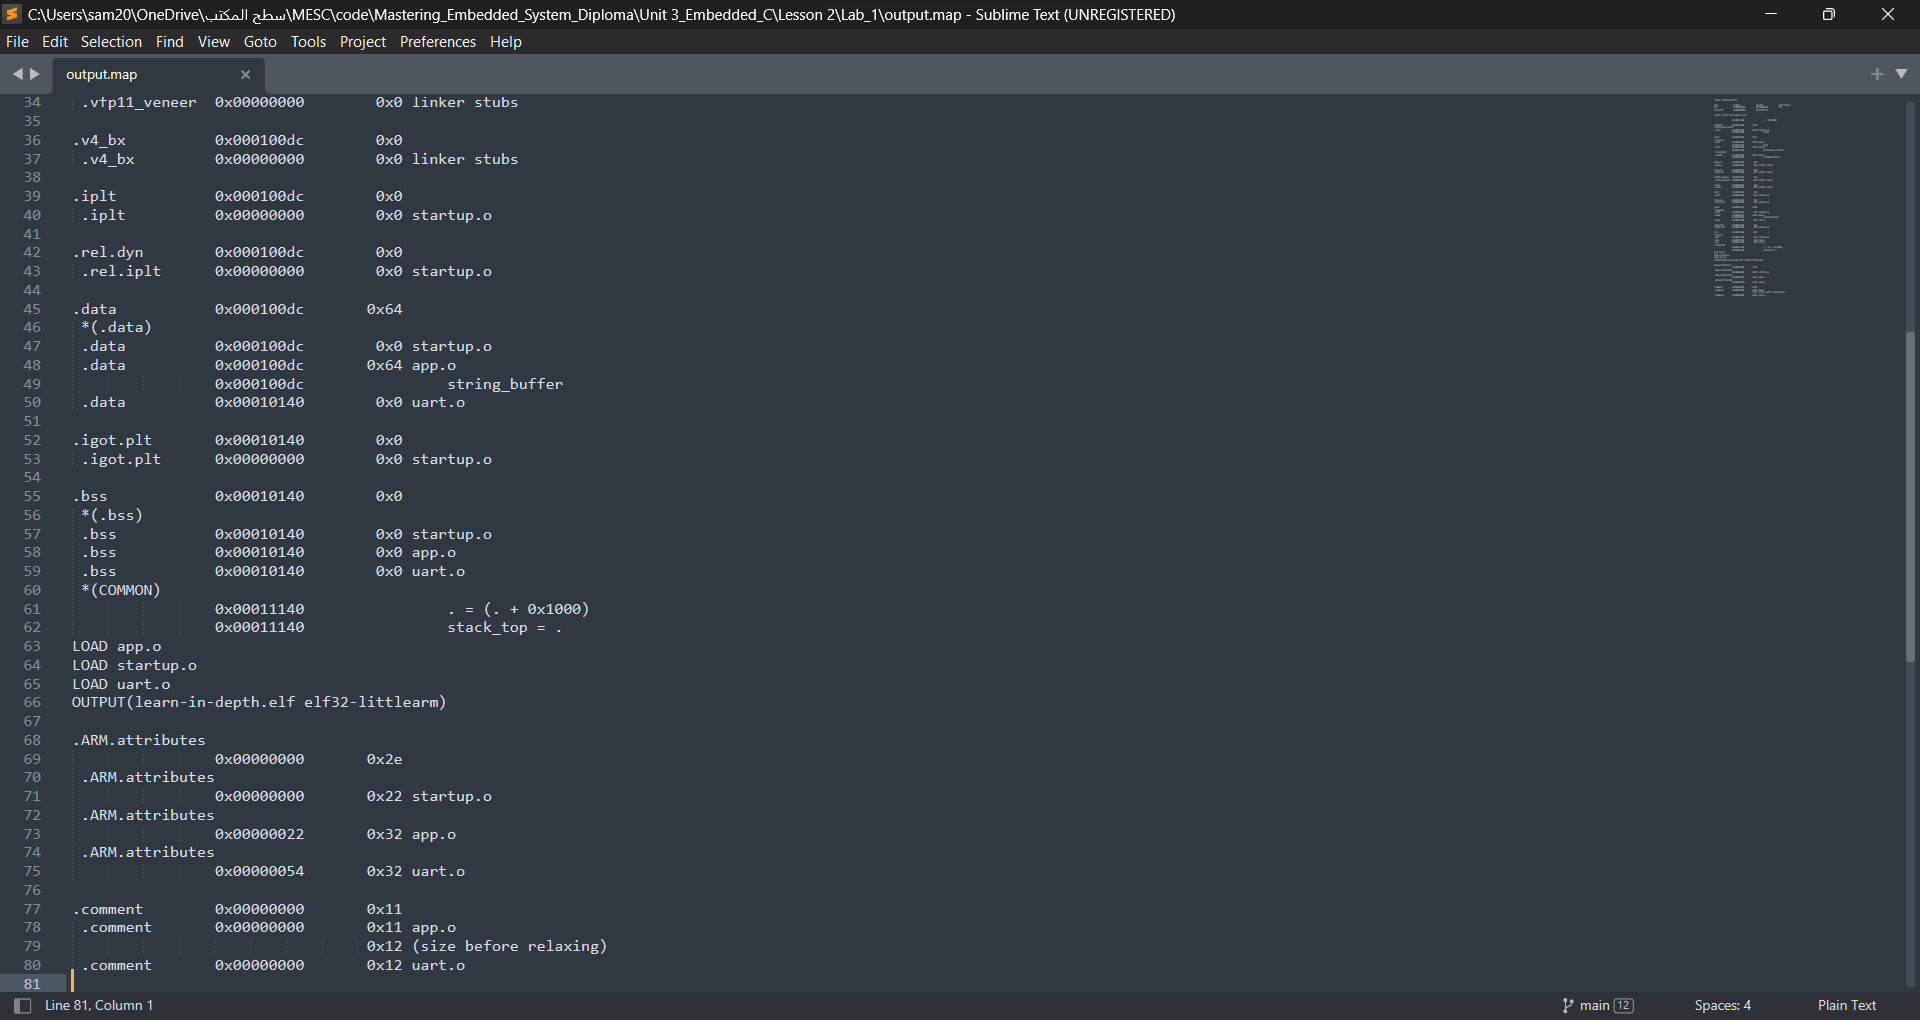 C:\Users\sam20\OneDrive\سطح المكتب\MESC\code\Mastering_Embedded_System_Diploma\Unit 3_Embedded_C\Lesson 2\Lab_1\output.map - Sublime Text (UNREGISTERED)
File Edit Selection Find View Goto Tools Project Preferences Help
output.map
34 .vfp11_veneer 0x00000000 0x0 linker stubs
35
36 .v4_bx 0x000100dc 0x0
37 .v4_bx 0x00000000 0x0 linker stubs
38
39 .iplt 0x000100dc 0x0
40 .iplt 0x00000000 0x0 startup.o
41
42 .rel.dyn 0x000100dc 0x0
43 .rel.iplt 0x00000000 0x0 startup.o
44
45 .data 0x000100dc 0x64
46 *(.data)
47 .data 0x000100dc 0x0 startup.o
48 .data 0x000100dc 0x64 app.o
49 0x000100dc string_buffer
50 .data 0x00010140 0x0 uart.o
51
52 .igot.plt 0x00010140 0x0
53 .igot.plt 0x00000000 0x0 startup.o
54
55 .bss 0x00010140 0x0
56 *(.bss)
57 .bss 0x00010140 0x0 startup.o
58 .bss 0x00010140 0x0 app.o
59 .bss 0x00010140 0x0 uart.o
60 *(COMMON)
61 0x00011140 . = (. + 0x1000)
62 0x00011140 stack_top = .
63 LOAD app.o
64 LOAD startup.o
65 LOAD uart.o
66 OUTPUT(learn-in-depth.elf elf32-littlearm)
67
68 .ARM.attributes
69 0x00000000 0x2e
70 .ARM.attributes
71 0x00000000 0x22 startup.o
72 .ARM.attributes
73 0x00000022 0x32 app.o
74 .ARM.attributes
75 0x00000054 0x32 uart.o
76
77 .comment 0x00000000 0x11
78 .comment 0x00000000 0x11 app.o
79 0x12 (size before relaxing)
80 .comment 0x00000000 0x12 uart.o
81
Line 81, Column 1 main 12 Spaces: 4 Plain Text